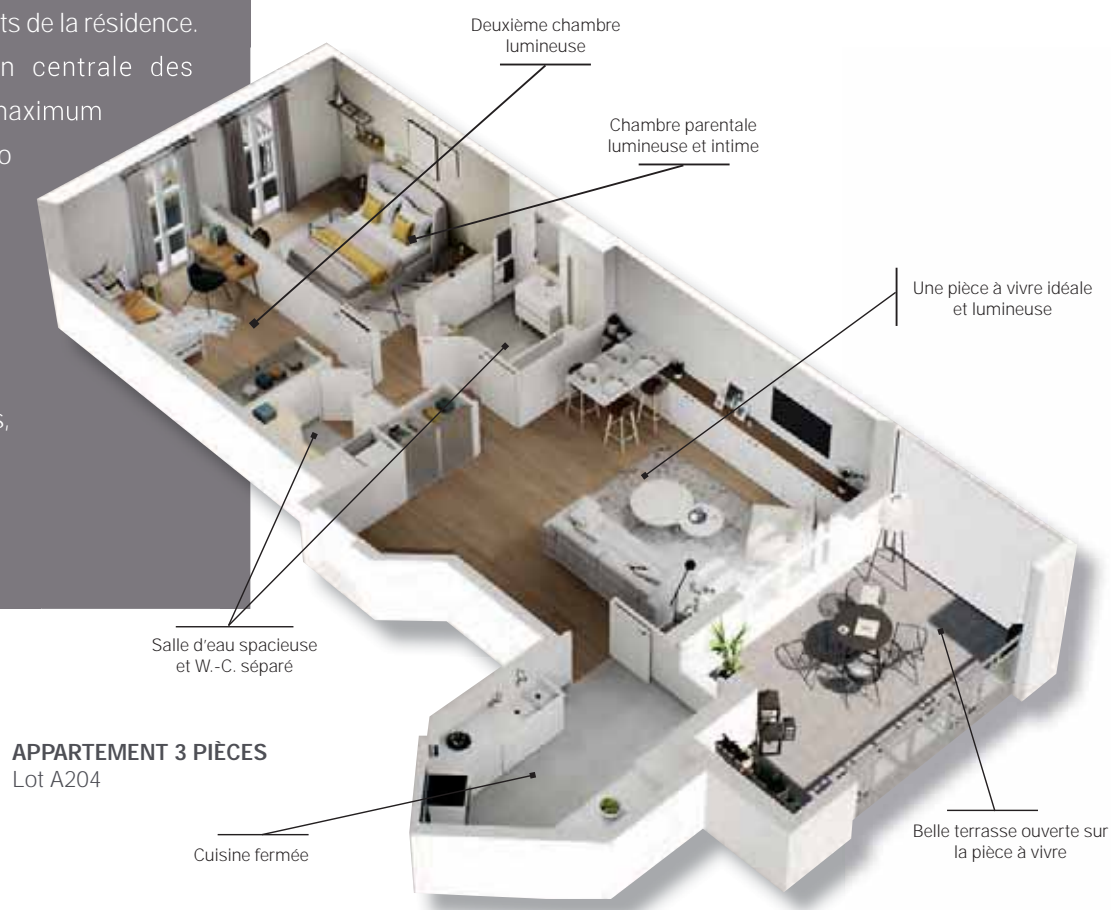 ts de la résidence.
n centrale des
maximum
o
s,
Deuxième chambre
lumineuse
Chambre parentale
lumineuse et intime
Une pièce à vivre idéale
et lumineuse
Salle d'eau spacieuse
et W.-C. séparé
APPARTEMENT 3 PIÈCES
Lot A204
Cuisine fermée
Belle terrasse ouverte sur
la pièce à vivre